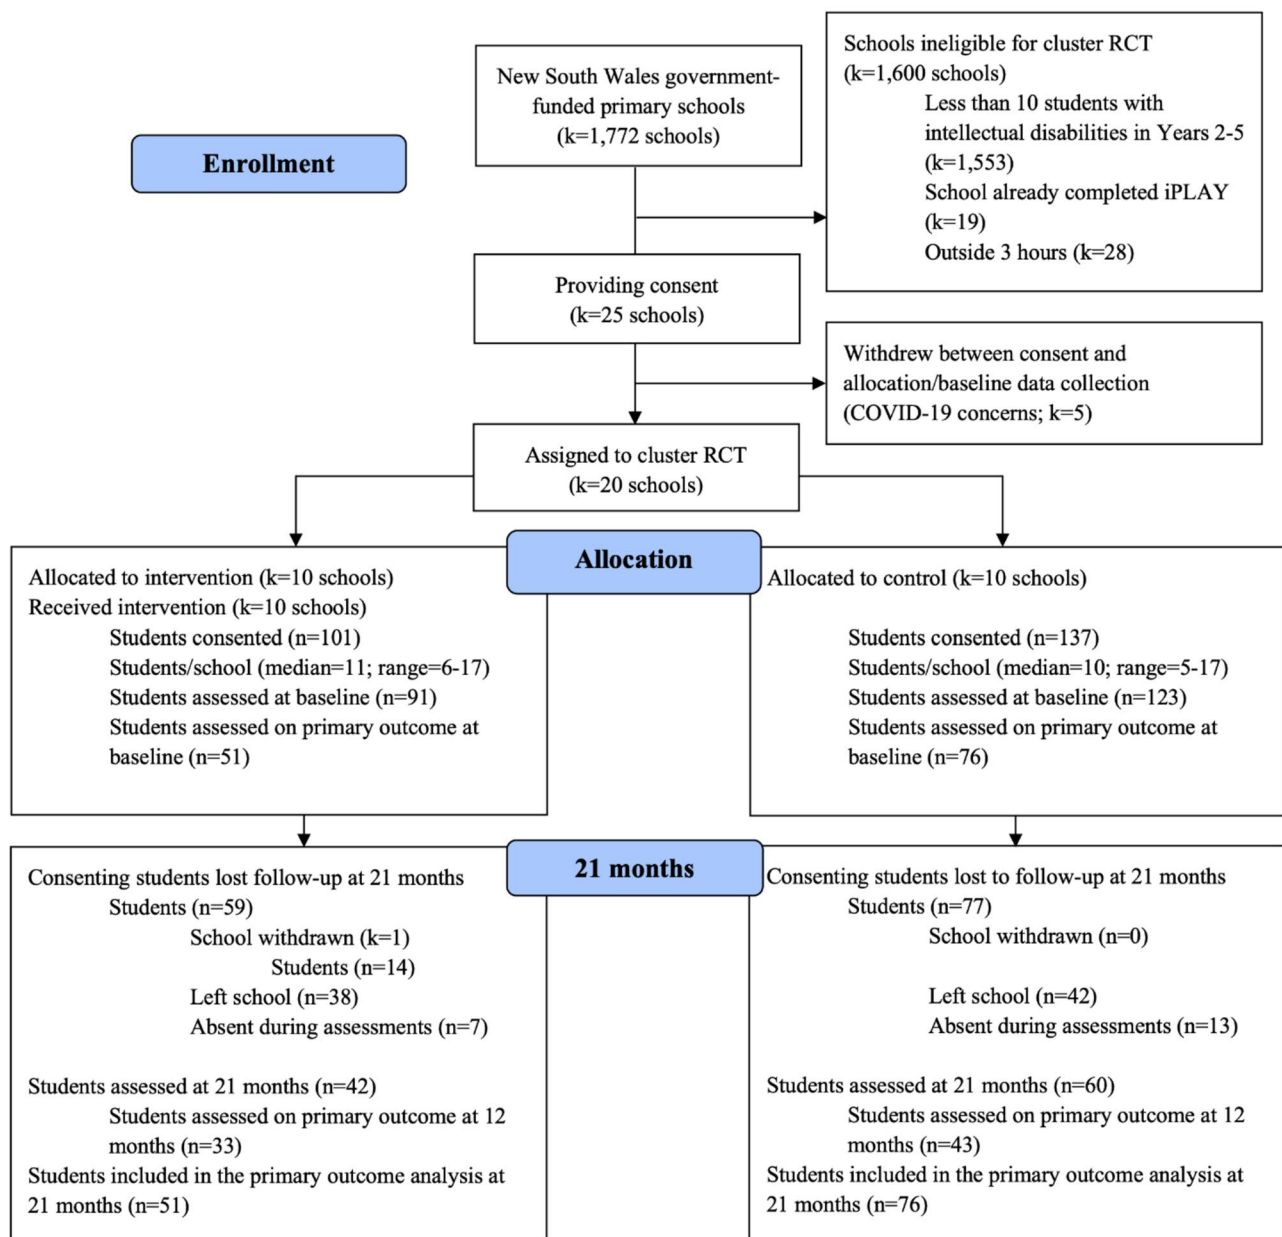 New South Wales government-
funded primary schools
(k=1,772 schools)
Schools ineligible for cluster RCT
(k=1,600 schools)
Less than 10 students with
intellectual disabilities in Years 2-5
(k=1,553)
School already completed iPLAY
(k=19)
Outside 3 hours (k=28)
Enrollment
Providing consent
(k=25 schools)
Withdrew between consent and
allocation/baseline data collection
(COVID-19 concerns; k=5)
Assigned to cluster RCT
(k=20 schools)
Allocation
Allocated to intervention (k=10 schools)
Received intervention (k=10 schools)
Students consented (n=101)
Students/school (median=11; range=6-17)
Students assessed at baseline (n=91)
Students assessed on primary outcome at
baseline (n=51)
Allocated to control (k=10 schools)
Students consented (n=137)
Students/school (median=10; range=5-17)
Students assessed at baseline (n=123)
Students assessed on primary outcome at
baseline (n=76)
21 months
Consenting students lost follow-up at 21 months
Students (n=59)
School withdrawn (k=1)
Students (n=14)
Left school (n=38)
Absent during assessments (n=7)
Students assessed at 21 months (n=42)
Students assessed on primary outcome at 12
months (n=33)
Students included in the primary outcome analysis at
21 months (n=51)
Consenting students lost to follow-up at 21 months
Students (n=77)
School withdrawn (n=0)
Left school (n=42)
Absent during assessments (n=13)
Students assessed at 21 months (n=60)
Students assessed on primary outcome at 12
months (n=43)
Students included in the primary outcome analysis at
21 months (n=76)